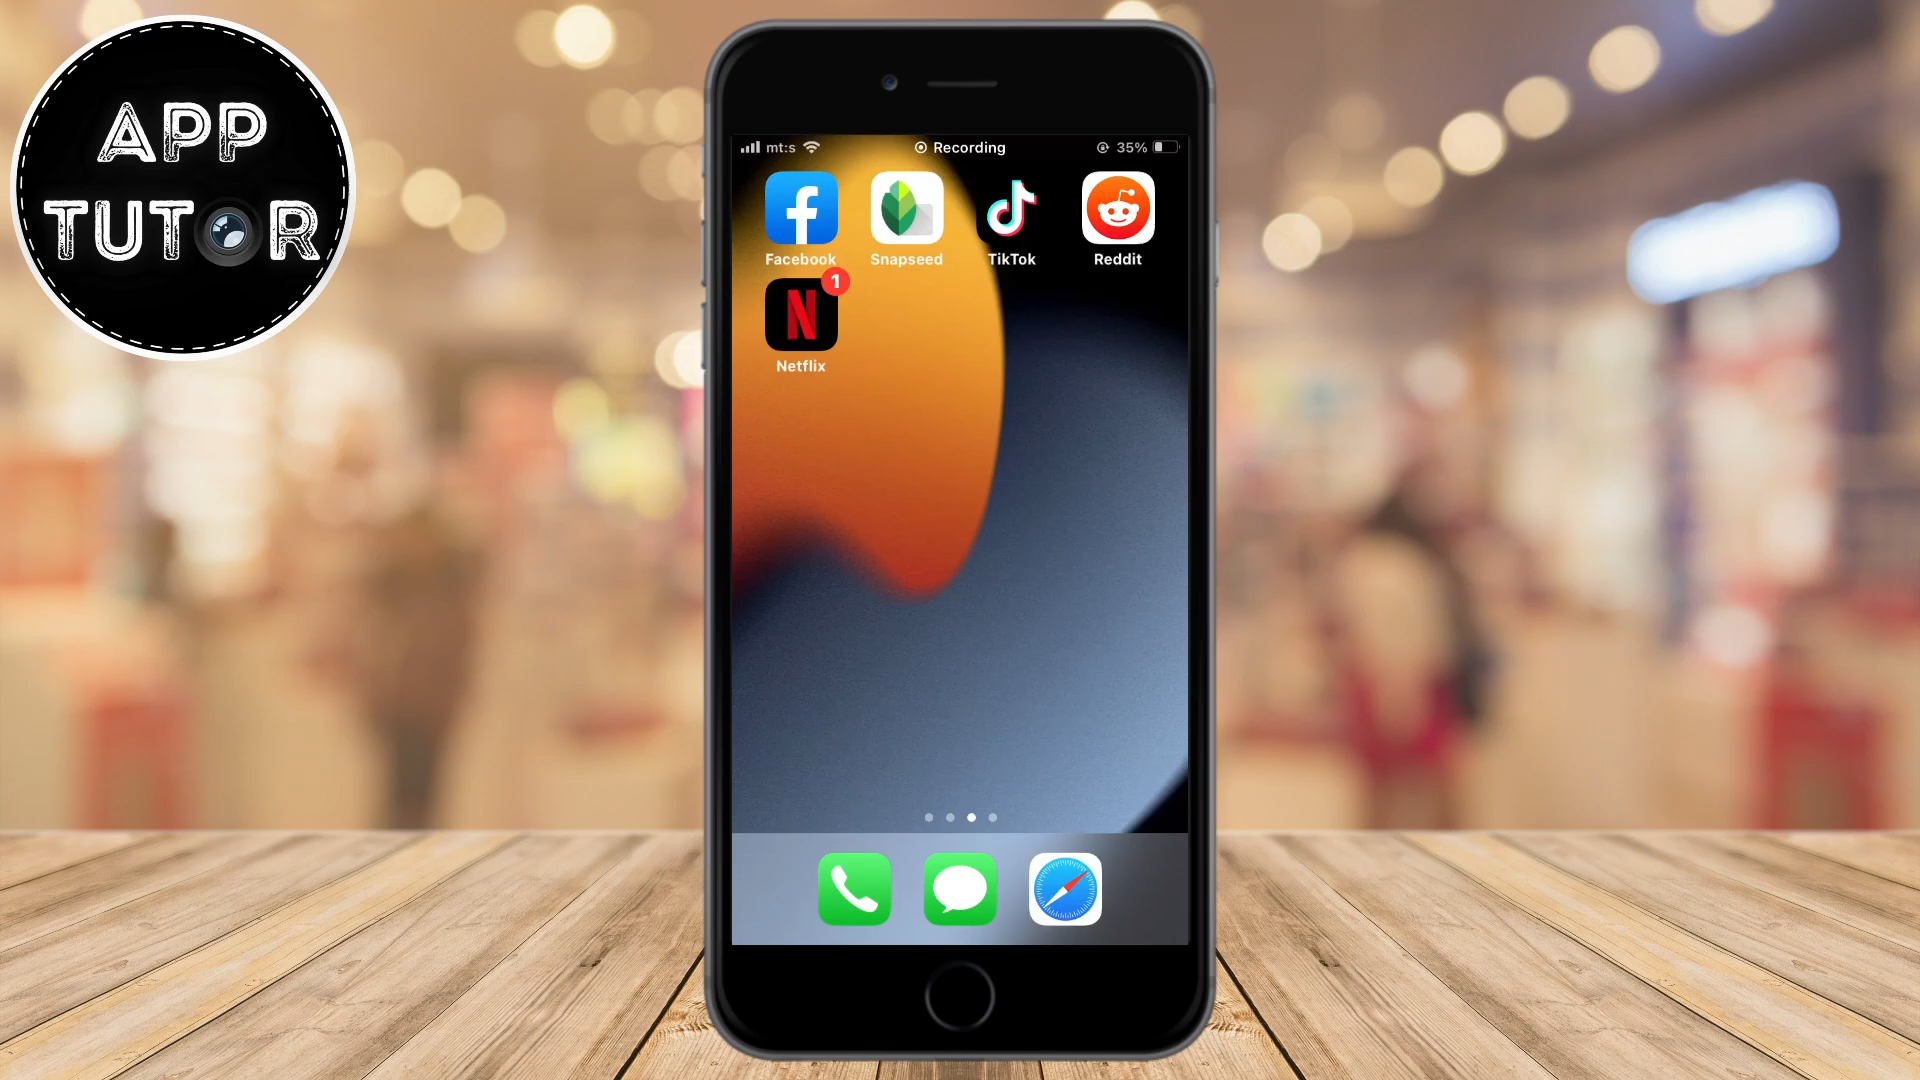 APP
TUTOR
mt:s Recording 35%
Facebook Snapseed TikTok Reddit
1
Netflix